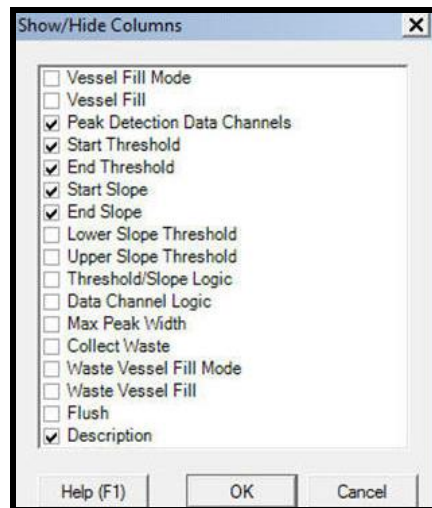 Show/Hide Columns
Vessel Fill Mode
Vessel Fill
Peak Detection Data Channels
Start Threshold
End Threshold
Start Slope
End Slope
Lower Slope Threshold
Upper Slope Threshold
Threshold/Slope Logic
Data Channel Logic
Max Peak Width
Collect Waste
Waste Vessel Fill Mode
Waste Vessel Fill
Flush
Description
Help (F1) OK Cancel